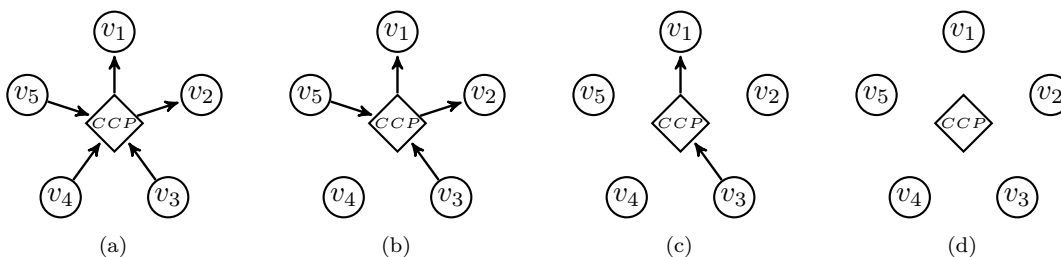 v1 v1 v1 v1
v5 CCP v2 v5 CCP v2 v5 CCP v2 v5 CCP v2
v4 v3 v4 v3 v4 v3 v4 v3
(a) (b) (c) (d)